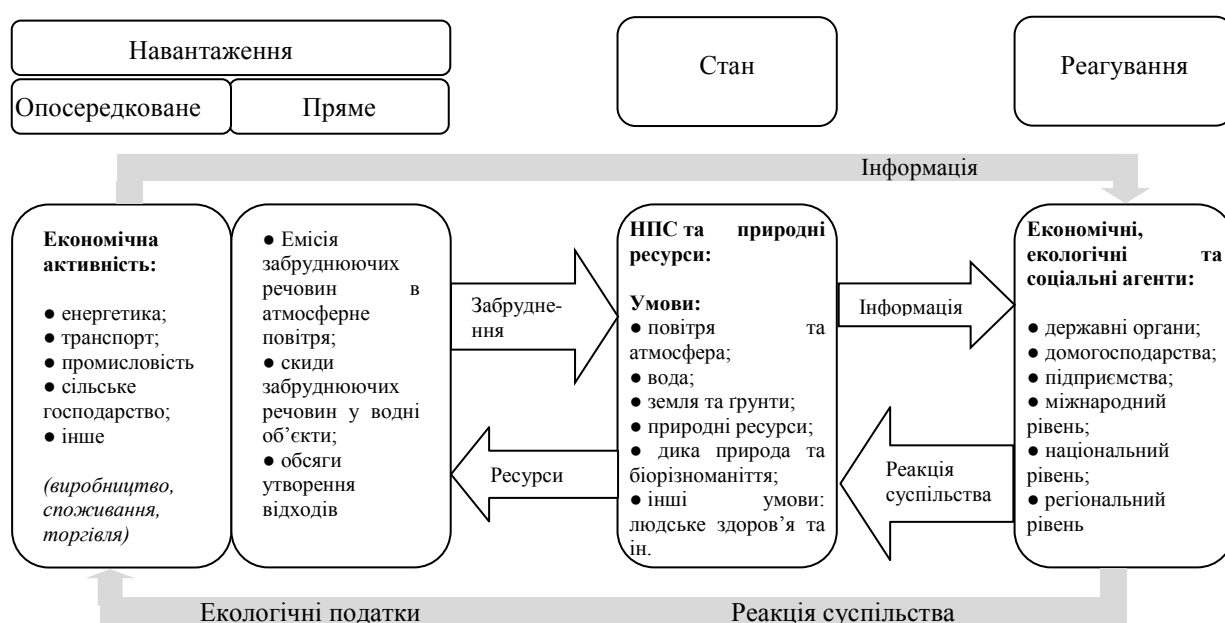 Навантаження
Опосередковане
Пряме
Стан
Реагування
Інформація
Економічна
активність:
● енергетика;
● транспорт;
● промисловість
● сільське
господарство;
● інше
(виробництво,
споживання,
торгівля)
● Емісія
забруднюючих
речовин в
атмосферне
повітря;
● скиди
забруднюючих
речовин у водні
об’єкти;
● обсяги
утворення
відходів
Забрудне-
ння
Ресурси
НПС та природні
ресурси:
Умови:
● повітря та
атмосфера;
● вода;
● земля та ґрунти;
● природні ресурси;
● дика природа та
біорізноманіття;
● інші умови:
людське здоров’я та
ін.
Інформація
Реакція
суспільства
Економічні,
екологічні та
соціальні агенти:
● державні органи;
● домогосподарства;
● підприємства;
● міжнародний
рівень;
● національний
рівень;
● регіональний
рівень
Екологічні податки
Реакція суспільства